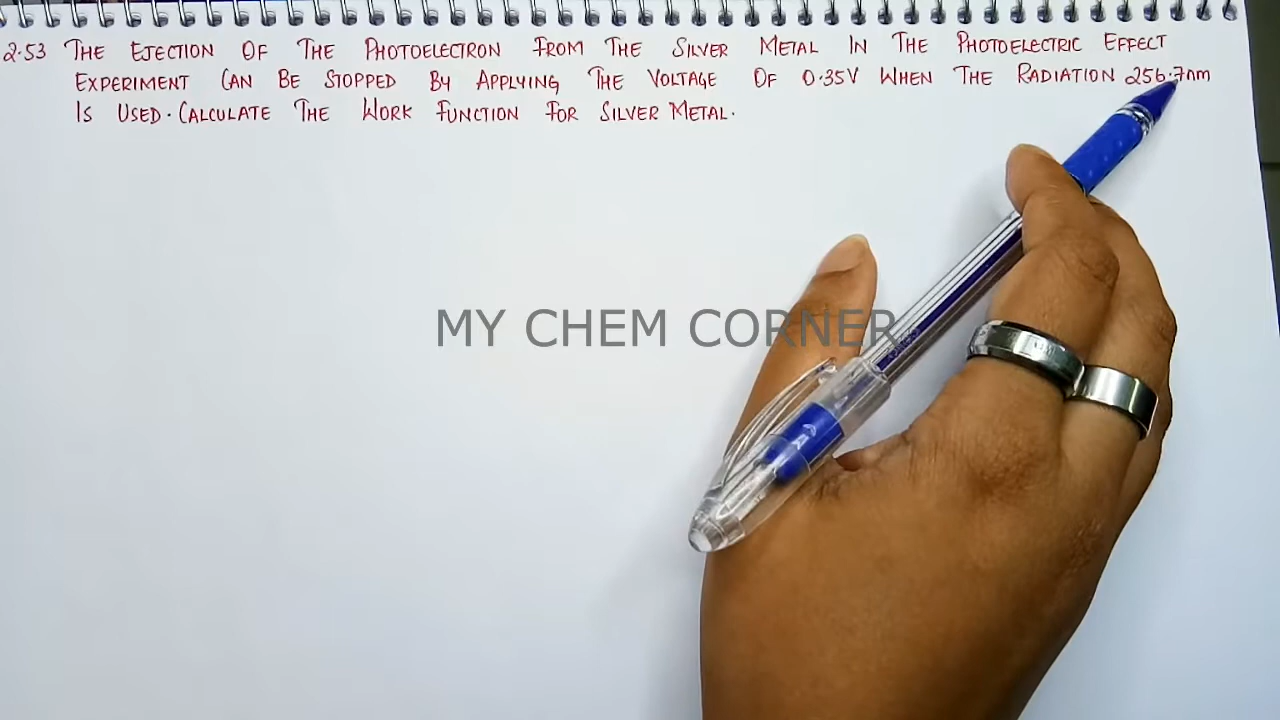 2.53 THE EJECTION OF THE PHOTOELECTRON FROM THE SILVER METAL IN THE PHOTOELECTRIC EFFECT
EXPERIMENT CAN BE STOPPED BY APPLYING THE VOLTAGE OF 0.35V WHEN THE RADIATION 256.7nm
IS USED. CALCULATE THE WORK FUNCTION FOR SILVER METAL.
MY CHEM CORNER